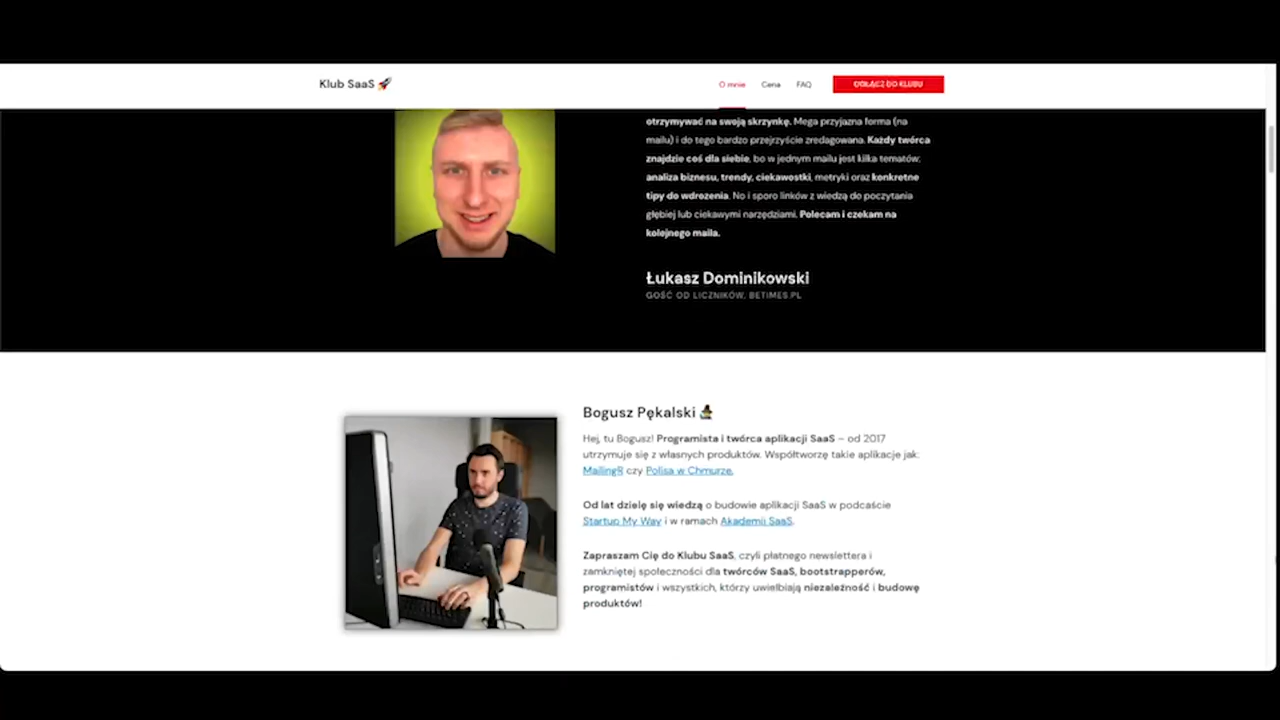 Klub SaaS 🚀
O mnie
Cena
FAQ
DOŁĄCZ DO KLUBU
otrzymywać na swoją skrzynkę. Mega przyjazna forma (na
mailu) i do tego bardzo przejrzyście zredagowana. Każdy twórca
znajdzie coś dla siebie, bo w jednym mailu jest kilka tematów:
analiza biznesu, trendy, ciekawostki, metryki oraz konkretne
tipy do wdrożenia. No i sporo linków z wiedzą do poczytania
głębiej lub ciekawymi narzędziami. Polecam i czekam na
kolejnego maila.
Łukasz Dominikowski
GOŚĆ OD LICZNIKÓW, BETIMES.PL
Bogusz Pękalski
Hej, tu Bogusz! Programista i twórca aplikacji SaaS – od 2017
utrzymuje się z własnych produktów. Współtworzę takie aplikacje jak:
MailingR czy Polisa w Chmurze.
Od lat dzielę się wiedzą o budowie aplikacji SaaS w podcaście
Startup My Way i w ramach Akademii SaaS.
Zapraszam Cię do Klubu SaaS, czyli płatnego newslettera i
zamkniętej społeczności dla twórców SaaS, bootstrapperów,
programistów i wszystkich, którzy uwielbiają niezależność i budowę
produktów!